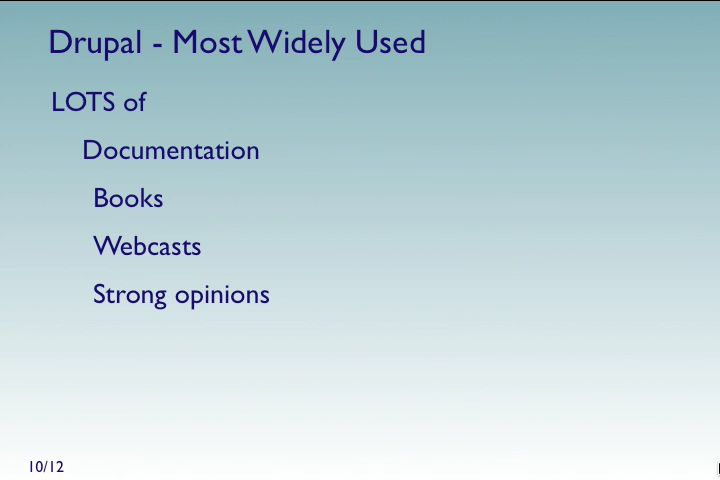 Drupal - Most Widely Used
LOTS of
Documentation
Books
Webcasts
Strong opinions
10/12